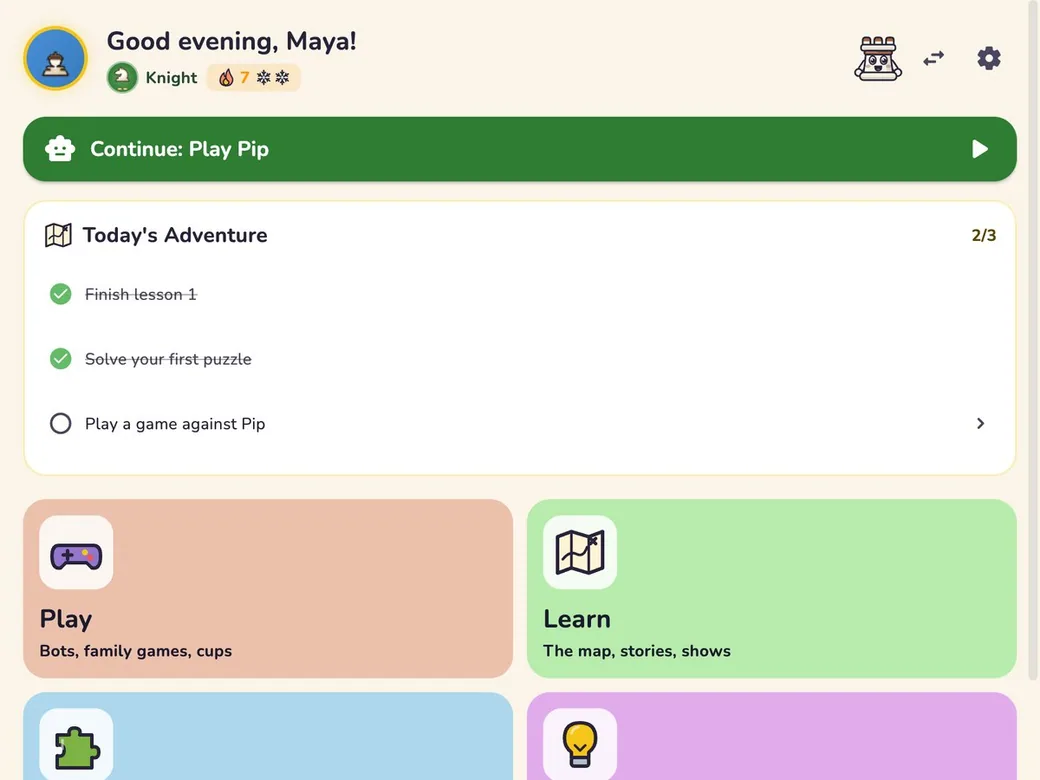 Good evening, Maya!
Knight
7
Continue: Play Pip
Today's Adventure
2/3
Finish lesson 1
Solve your first puzzle
Play a game against Pip
Play
Bots, family games, cups
Learn
The map, stories, shows